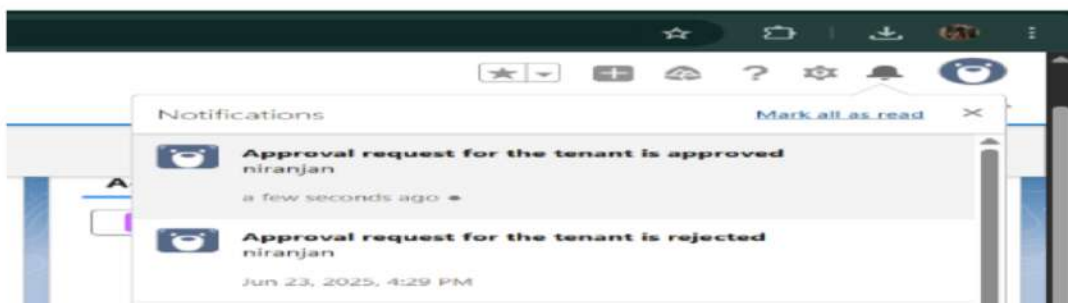 Notifications Mark all as read
Approval request for the tenant is approved
niranjan
a few seconds ago
Approval request for the tenant is rejected
niranjan
Jun 23, 2025, 4:29 PM